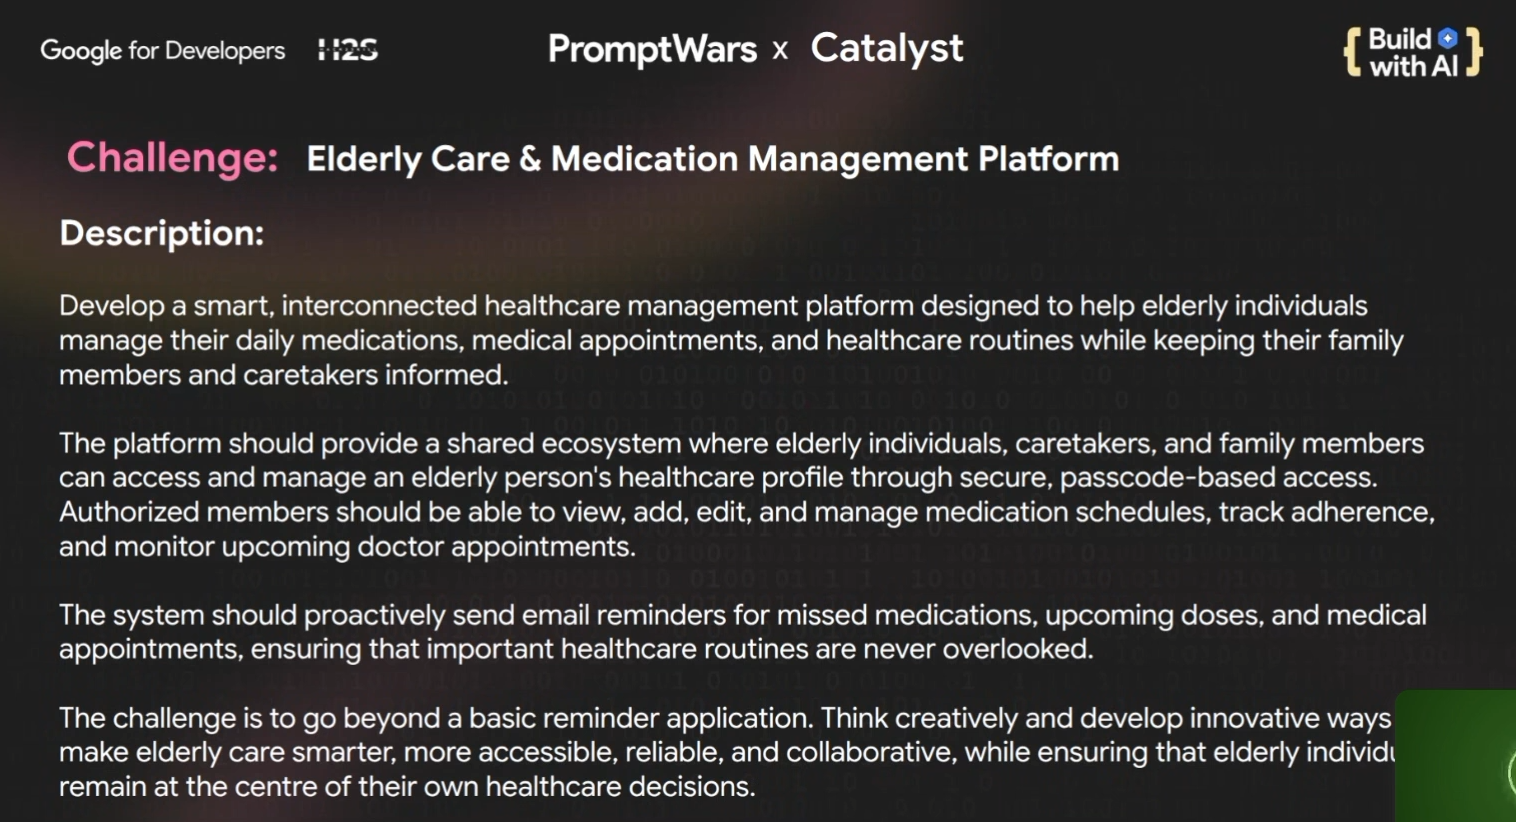 Google for Developers H2S PromptWars x Catalyst { Build with AI }
Challenge: Elderly Care & Medication Management Platform
Description:
Develop a smart, interconnected healthcare management platform designed to help elderly individuals
manage their daily medications, medical appointments, and healthcare routines while keeping their family
members and caretakers informed.
The platform should provide a shared ecosystem where elderly individuals, caretakers, and family members
can access and manage an elderly person's healthcare profile through secure, passcode-based access.
Authorized members should be able to view, add, edit, and manage medication schedules, track adherence,
and monitor upcoming doctor appointments.
The system should proactively send email reminders for missed medications, upcoming doses, and medical
appointments, ensuring that important healthcare routines are never overlooked.
The challenge is to go beyond a basic reminder application. Think creatively and develop innovative ways
make elderly care smarter, more accessible, reliable, and collaborative, while ensuring that elderly
remain at the centre of their own healthcare decisions.